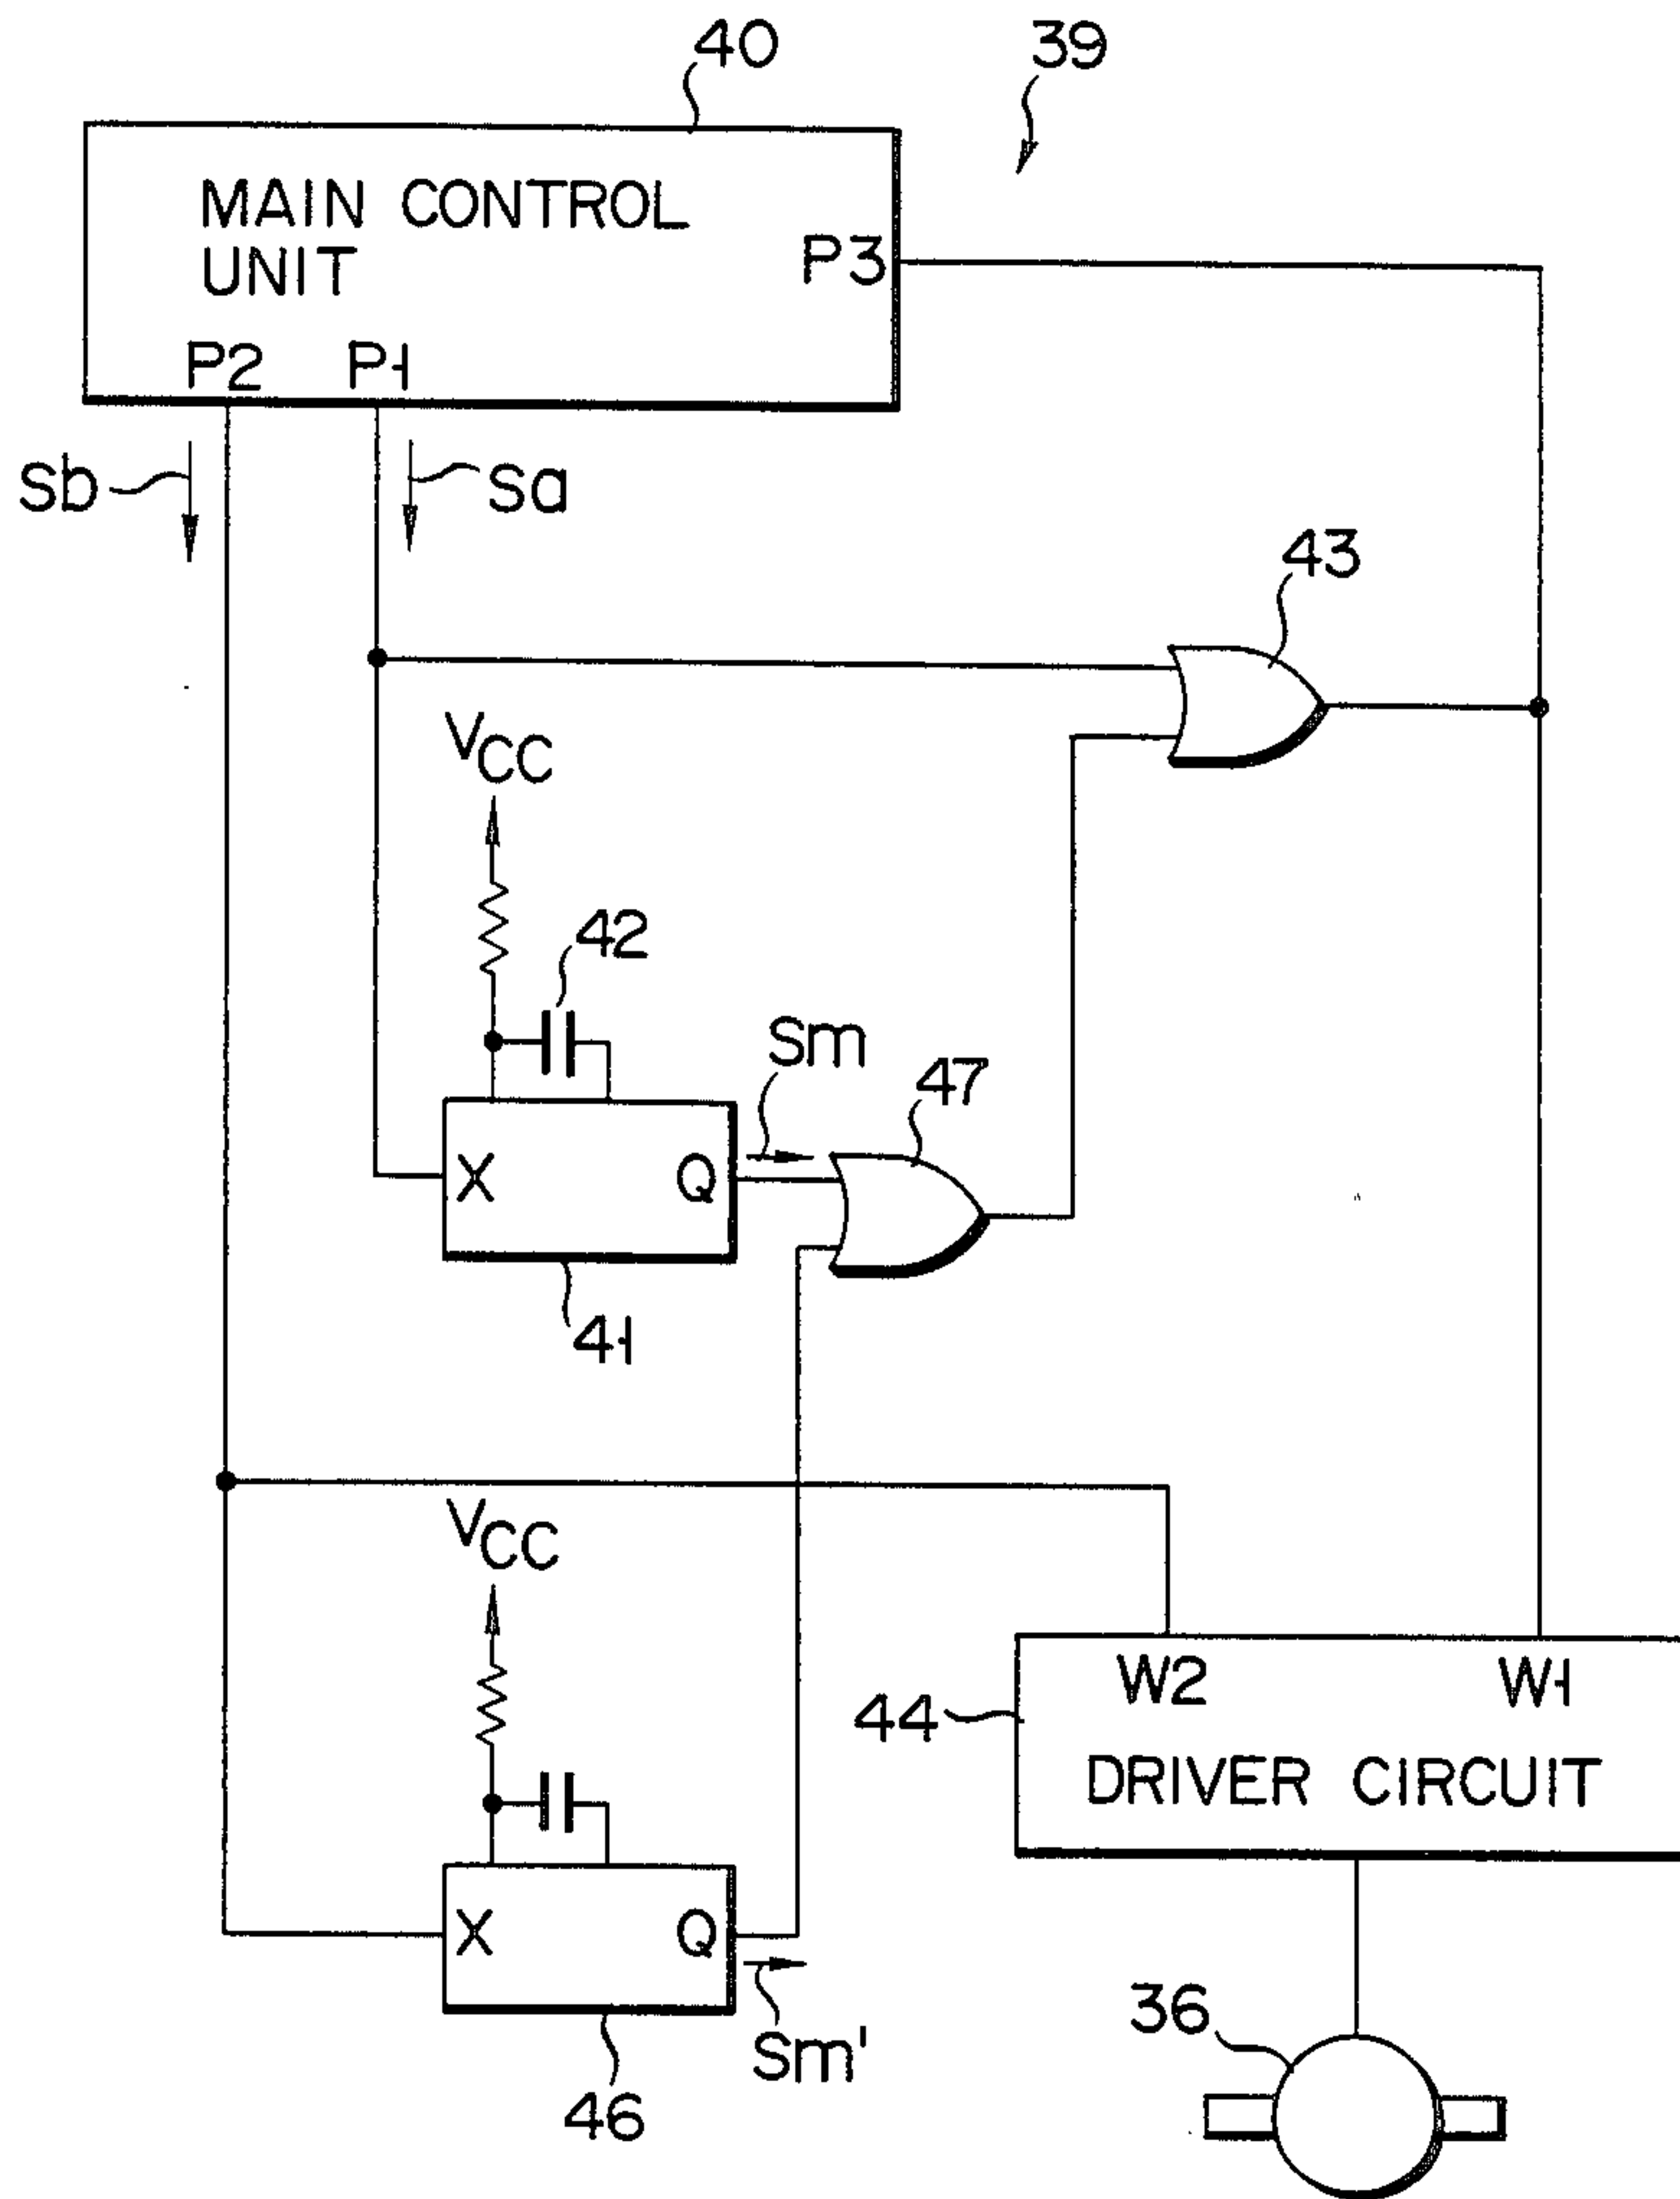 40
39
MAIN CONTROL
UNIT
P3
P2
P1
Sb
Sa
43
VCC
42
Sm
47
X
Q
41
VCC
W2
W1
44
DRIVER CIRCUIT
X
Q
Sm'
36
46